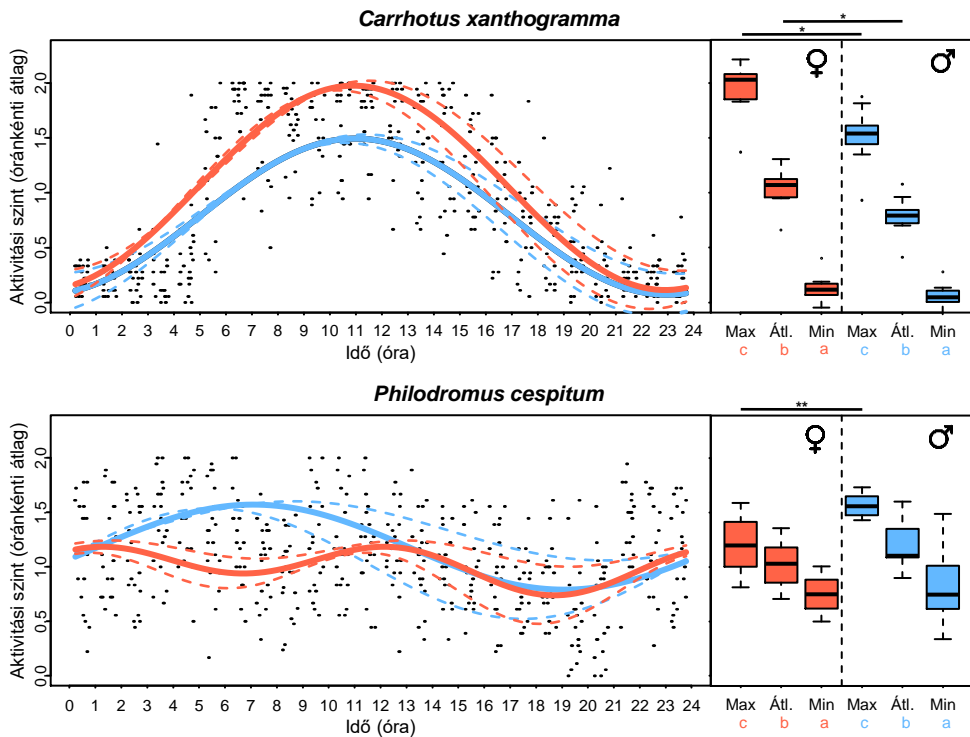 Carrhotus xanthogramma
*
*
Aktivitási szint (óránkénti átlag)
2.0
1.5
1.0
0.5
0.0
♀
♂
0 1 2 3 4 5 6 7 8 9 10 11 12 13 14 15 16 17 18 19 20 21 22 23 24
Idő (óra)
Max Átl. Min Max Átl. Min
c b a c b a
Philodromus cespitum
**
Aktivitási szint (óránkénti átlag)
2.0
1.5
1.0
0.5
0.0
♀
♂
0 1 2 3 4 5 6 7 8 9 10 11 12 13 14 15 16 17 18 19 20 21 22 23 24
Idő (óra)
Max Átl. Min Max Átl. Min
c b a c b a